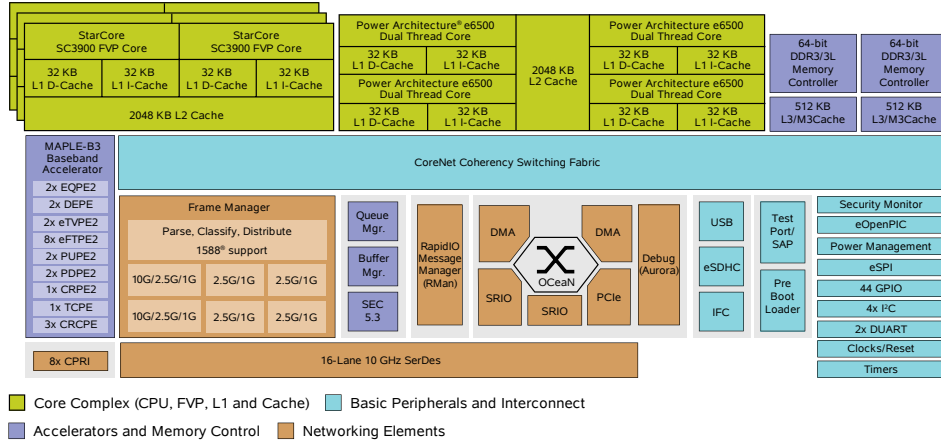 StarCore
SC3900 FVP Core
StarCore
SC3900 FVP Core
32 KB
L1 D-Cache
32 KB
L1 I-Cache
32 KB
L1 D-Cache
32 KB
L1 I-Cache
2048 KB L2 Cache
Power Architecture® e6500
Dual Thread Core
32 KB
L1 D-Cache
32 KB
L1 I-Cache
Power Architecture e6500
Dual Thread Core
32 KB
L1 D-Cache
32 KB
L1 I-Cache
2048 KB
L2 Cache
Power Architecture e6500
Dual Thread Core
32 KB
L1 D-Cache
32 KB
L1 I-Cache
Power Architecture e6500
Dual Thread Core
32 KB
L1 D-Cache
32 KB
L1 I-Cache
64-bit
DDR3/3L
Memory
Controller
64-bit
DDR3/3L
Memory
Controller
512 KB
L3/M3Cache
512 KB
L3/M3Cache
MAPLE-B3
Baseband
Accelerator
2x EQPE2
2x DEPE
2x eTVPE2
8x eFTPE2
2x PUPE2
2x PDPE2
1x CRPE2
1x TCPE
3x CRCPE
8x CPRI
CoreNet Coherency Switching Fabric
Frame Manager
Parse, Classify, Distribute
1588® support
10G/2.5G/1G
2.5G/1G
2.5G/1G
10G/2.5G/1G
2.5G/1G
2.5G/1G
Queue
Mgr.
Buffer
Mgr.
SEC
5.3
RapidIO
Message
Manager
(RMan)
DMA
DMA
OCeaN
SRIO
SRIO
PCIe
Debug
(Aurora)
USB
eSDHC
IFC
Test
Port/
SAP
Pre
Boot
Loader
Security Monitor
eOpenPIC
Power Management
eSPI
44 GPIO
4x I²C
2x DUART
Clocks/Reset
Timers
16-Lane 10 GHz SerDes
Core Complex (CPU, FVP, L1 and Cache)
Basic Peripherals and Interconnect
Accelerators and Memory Control
Networking Elements